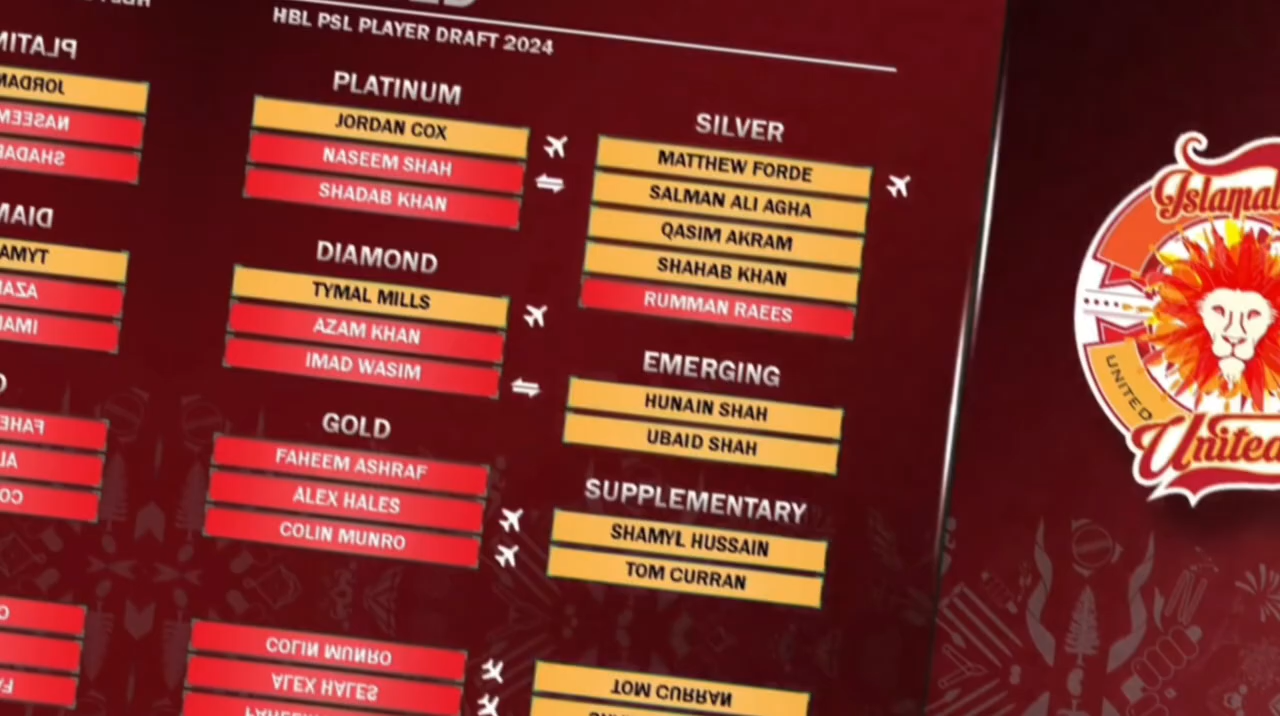 HBL PSL PLAYER DRAFT 2024
PLATINUM
JORDAN COX
NASEEM SHAH
SHADAB KHAN
DIAMOND
TYMAL MILLS
AZAM KHAN
IMAD WASIM
GOLD
FAHEEM ASHRAF
ALEX HALES
COLIN MUNRO
COLIN MUNRO
ALEX HALES
SILVER
MATTHEW FORDE
SALMAN ALI AGHA
QASIM AKRAM
SHAHAB KHAN
RUMMAN RAEES
EMERGING
HUNAIN SHAH
UBAID SHAH
SUPPLEMENTARY
SHAMYL HUSSAIN
TOM CURRAN
TOM CURRAN
UNITED
United